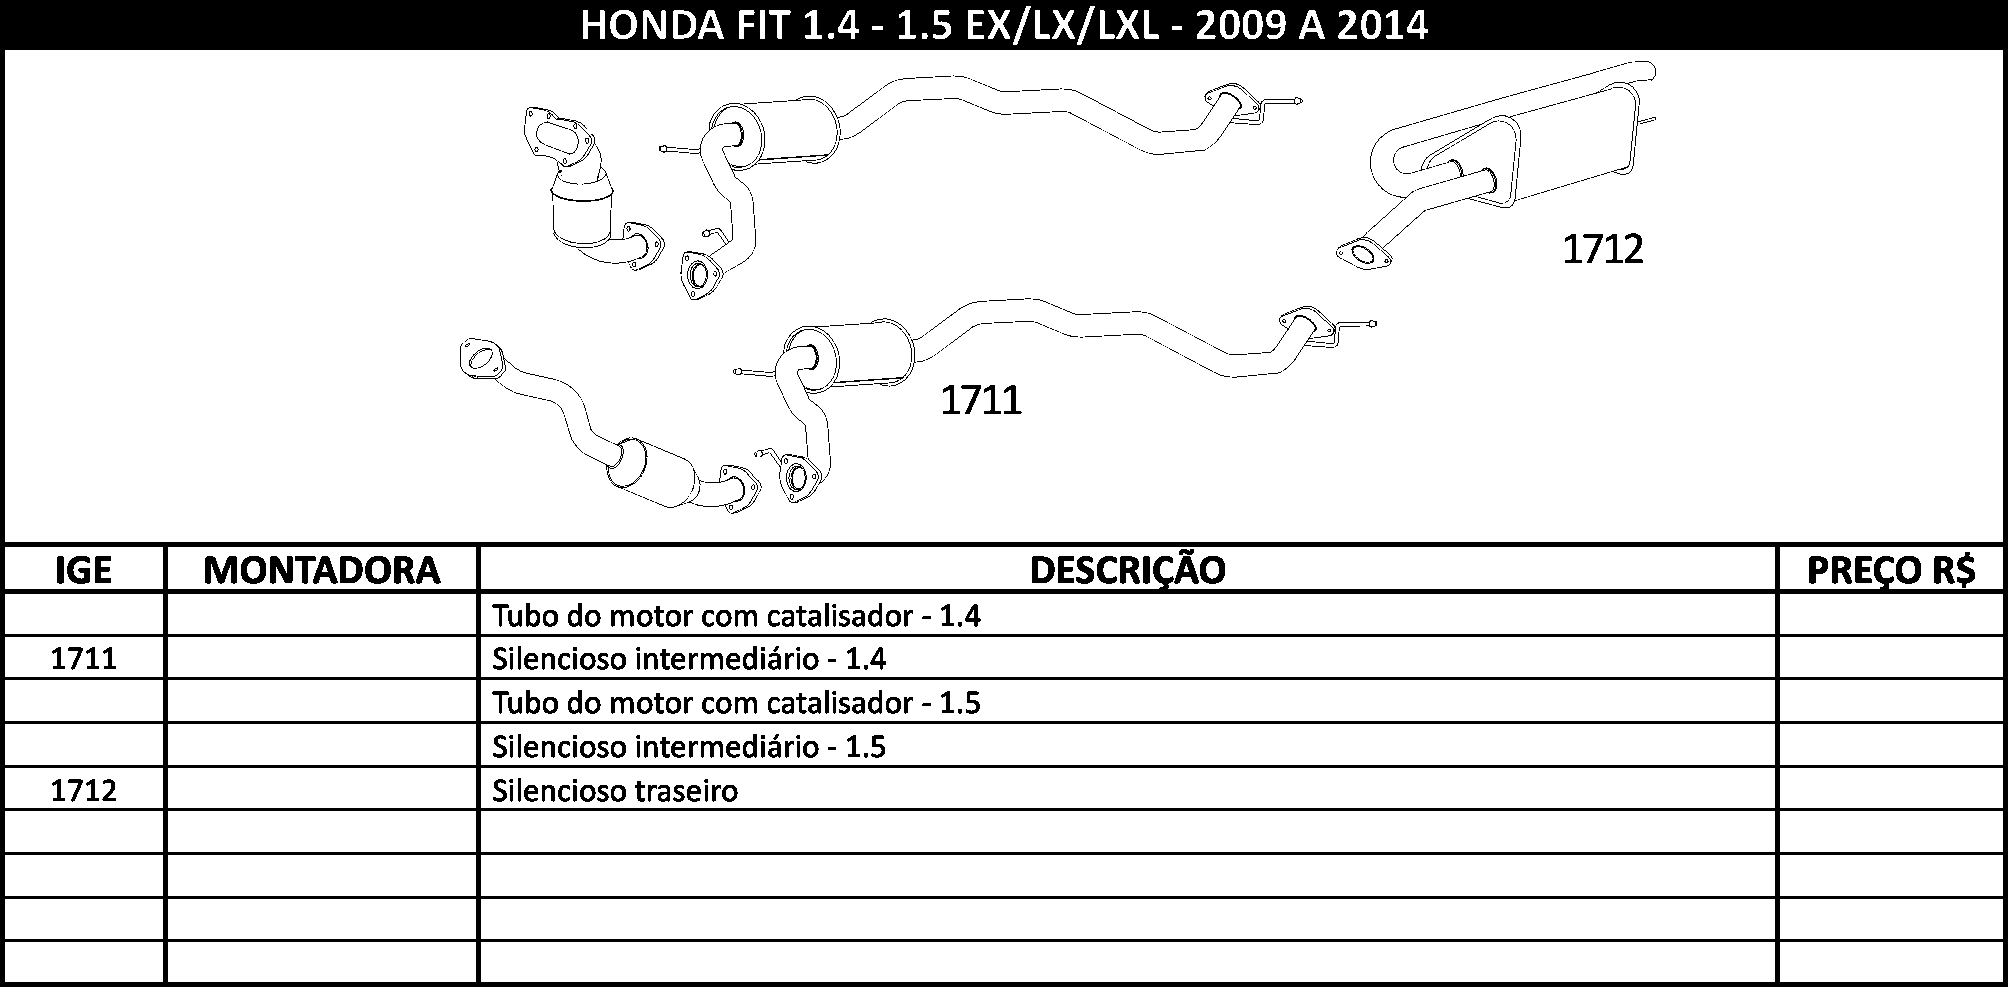 HONDA FIT 1.4 - 1.5 EX/LX/LXL - 2009 A 2014
1712
1711
IGE MONTADORA DESCRIÇÃO PREÇO R$
Tubo do motor com catalisador - 1.4
1711 Silencioso intermediário - 1.4
Tubo do motor com catalisador - 1.5
Silencioso intermediário - 1.5
1712 Silencioso traseiro